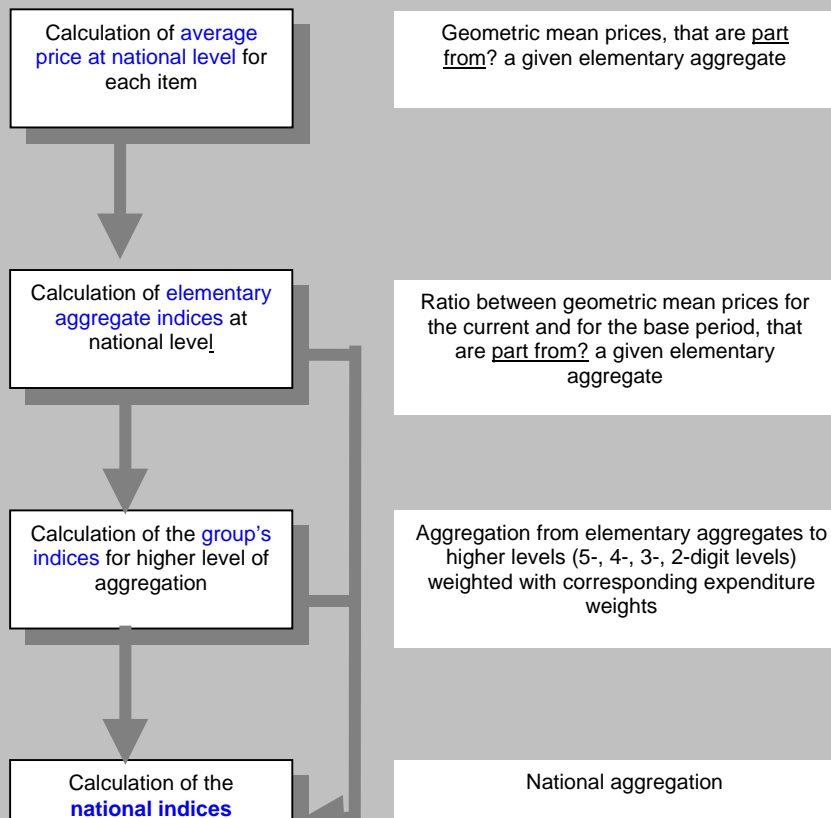 Calculation of average
price at national level for
each item
Geometric mean prices, that are part
from? a given elementary aggregate
Calculation of elementary
aggregate indices at
national level
Ratio between geometric mean prices for
the current and for the base period, that
are part from? a given elementary
aggregate
Calculation of the group's
indices for higher level of
aggregation
Aggregation from elementary aggregates to
higher levels (5-, 4-, 3-, 2-digit levels)
weighted with corresponding expenditure
weights
Calculation of the
national indices
National aggregation